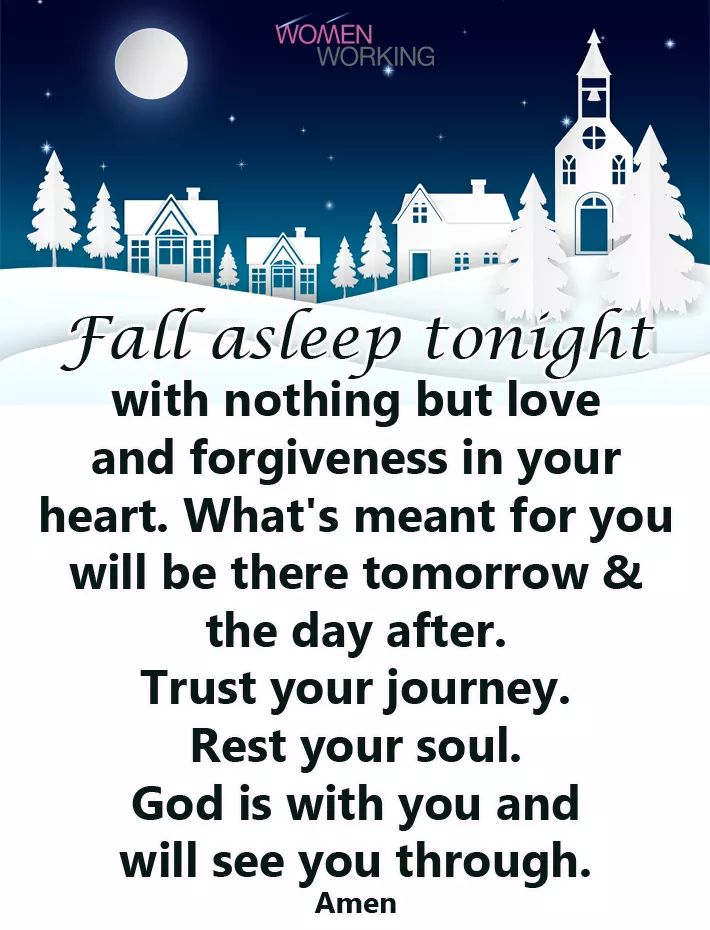 WOMEN
WORKING
Fall asleep tonight
with nothing but love
and forgiveness in your
heart. What's meant for you
will be there tomorrow &
the day after.
Trust your journey.
Rest your soul.
God is with you and
will see you through.
Amen